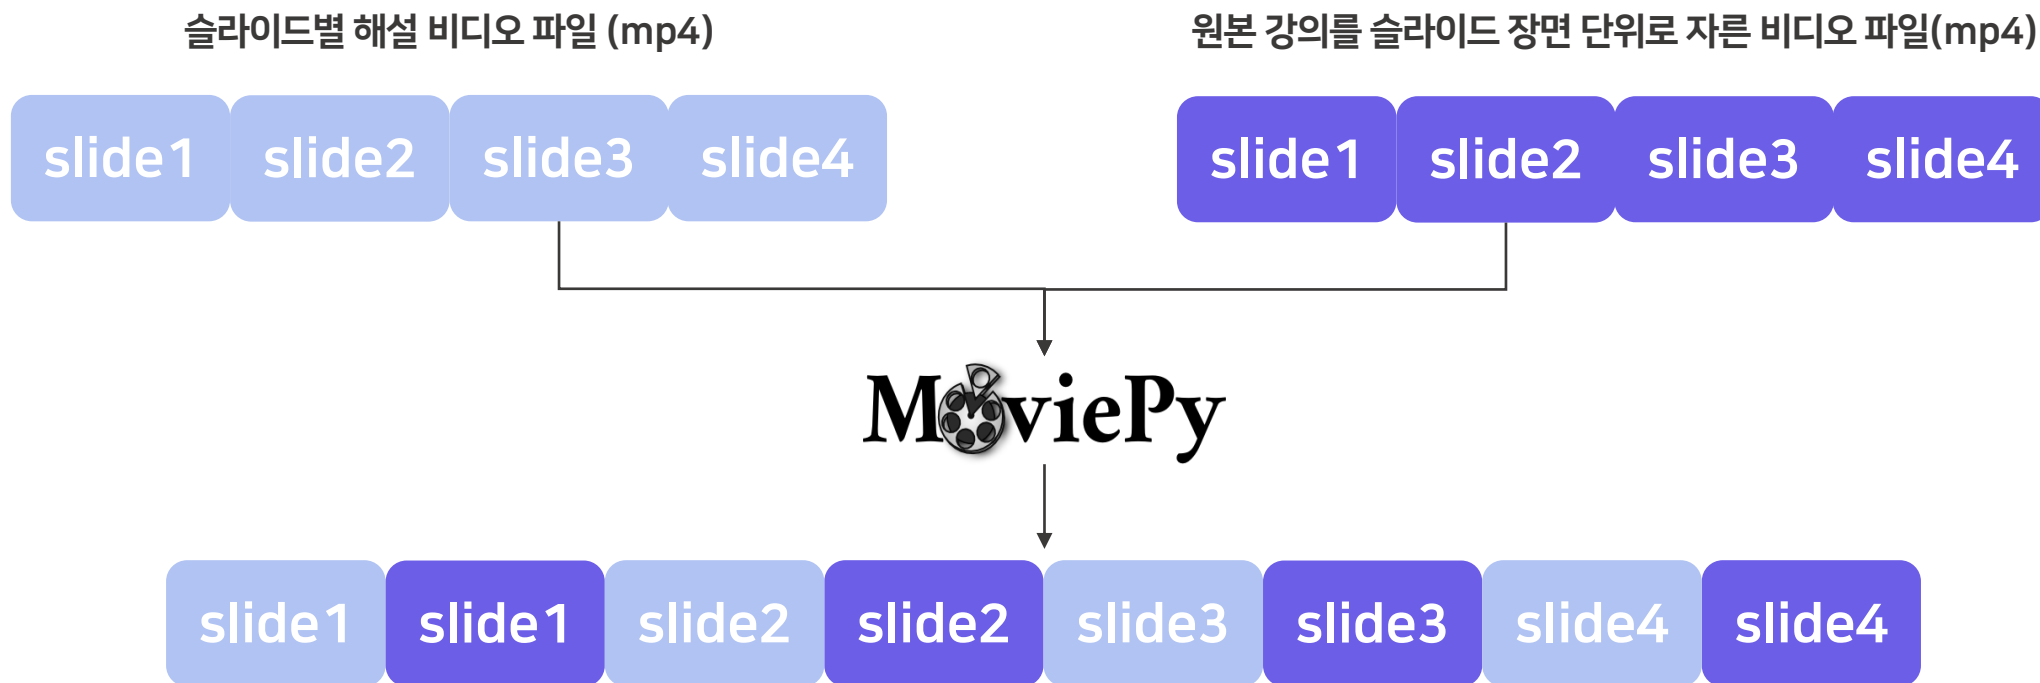 슬라이드별 해설 비디오 파일 (mp4)
원본 강의를 슬라이드 장면 단위로 자른 비디오 파일(mp4)
slide1 slide2 slide3 slide4
slide1 slide2 slide3 slide4
MoviePy
slide1 slide1 slide2 slide2 slide3 slide3 slide4 slide4